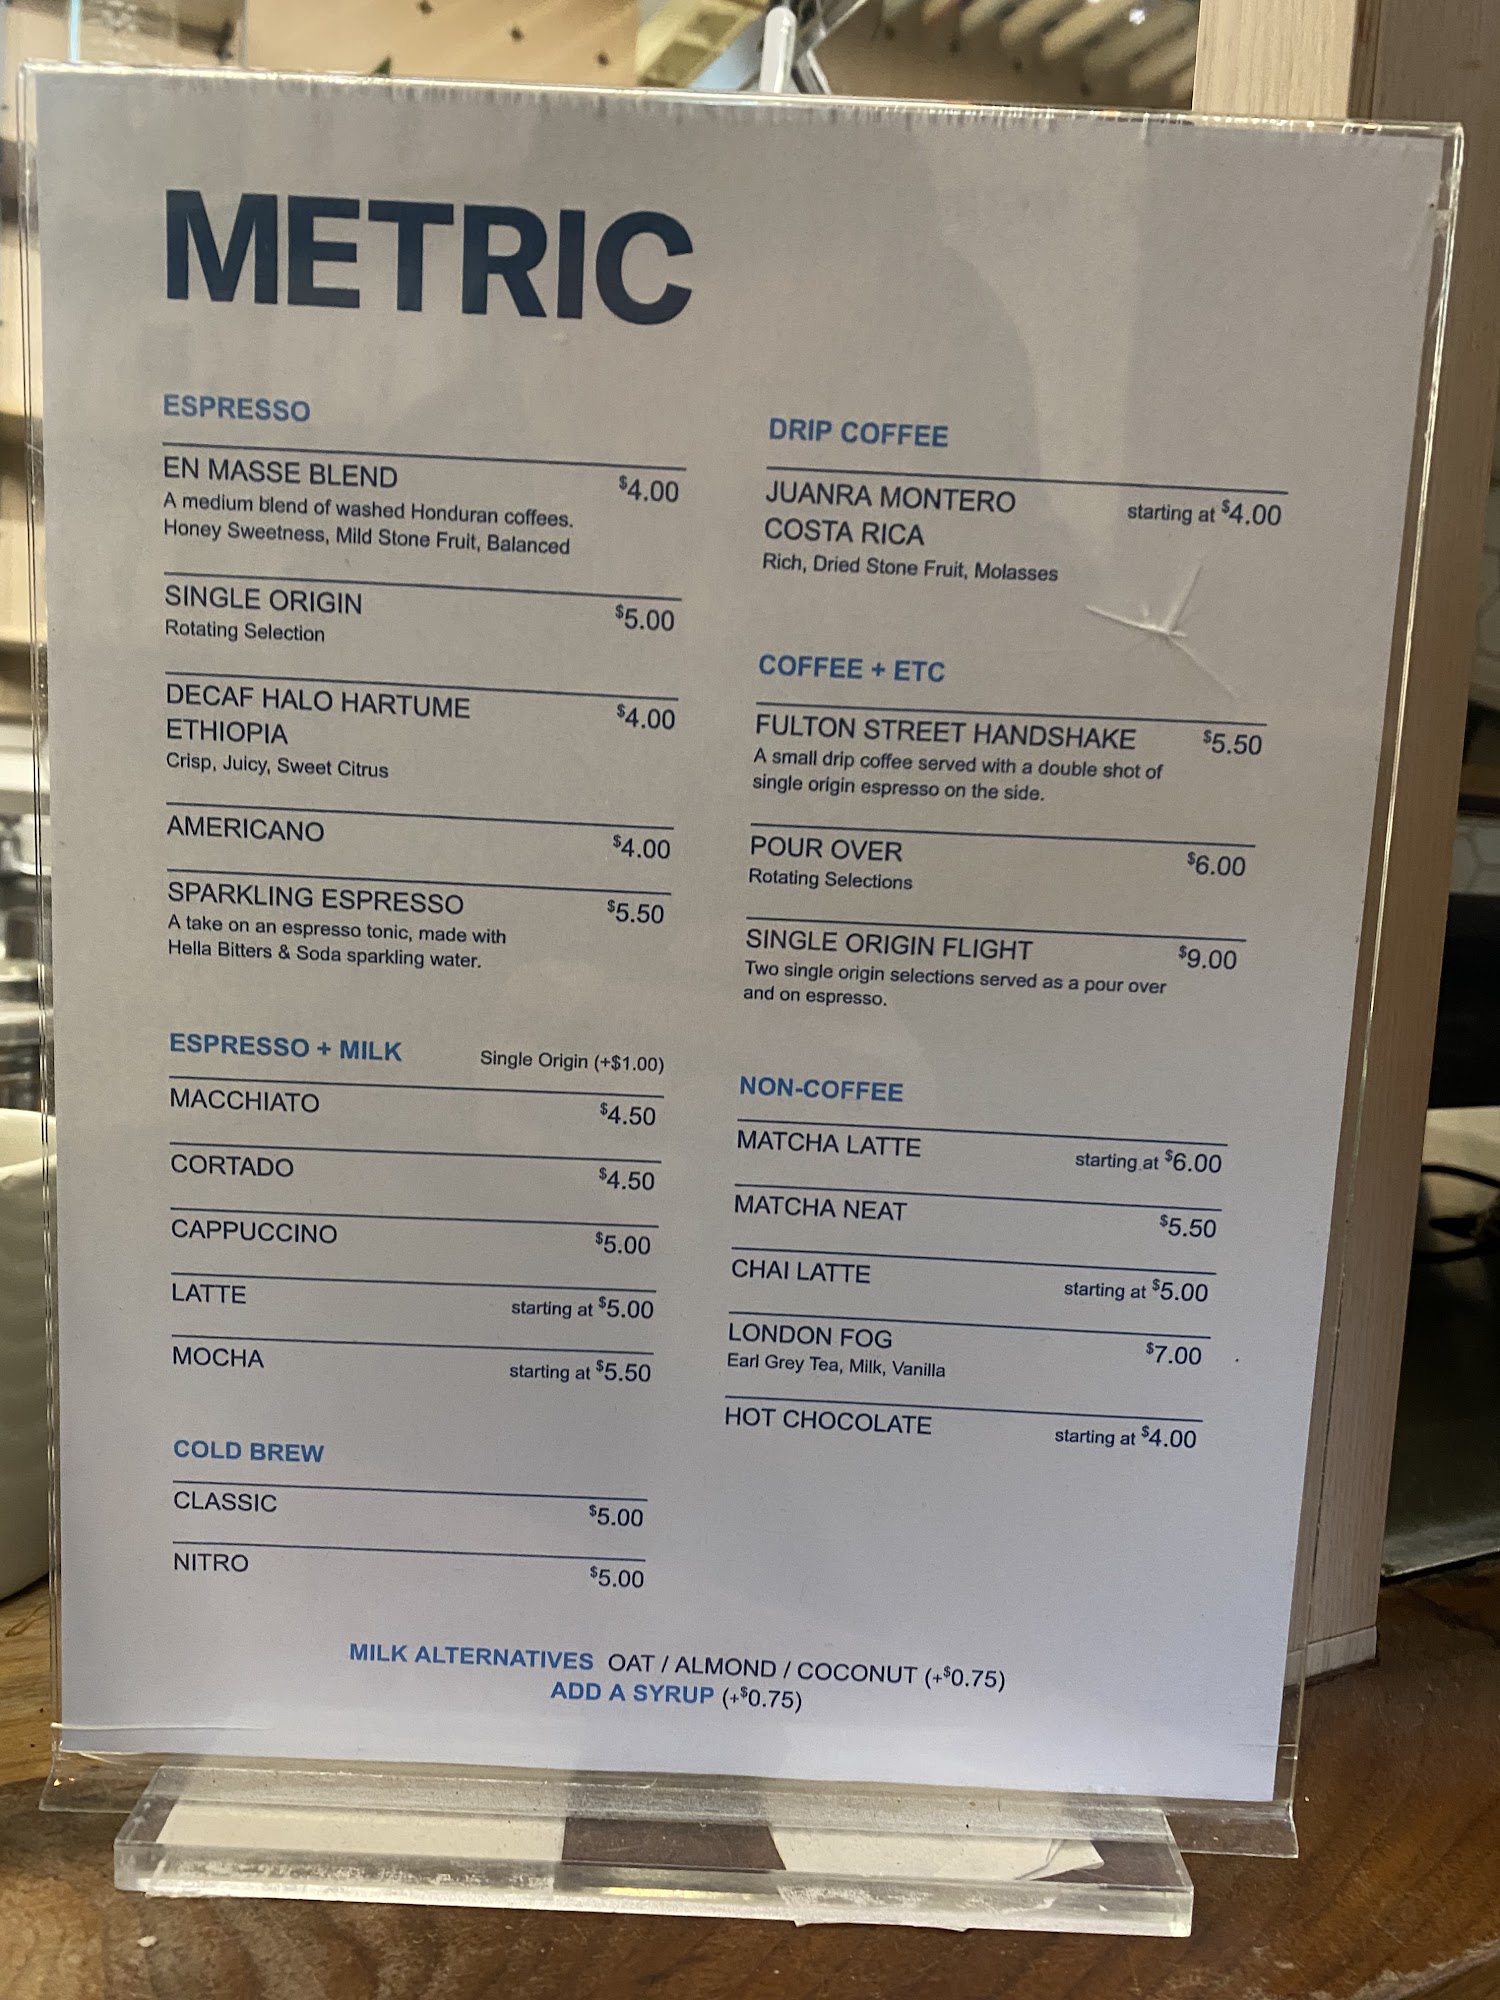 METRIC
ESPRESSO
EN MASSE BLEND $4.00
A medium blend of washed Honduran coffees.
Honey Sweetness, Mild Stone Fruit, Balanced
SINGLE ORIGIN $5.00
Rotating Selection
DECAF HALO HARTUME $4.00
ETHIOPIA
Crisp, Juicy, Sweet Citrus
AMERICANO $4.00
SPARKLING ESPRESSO $5.50
A take on an espresso tonic, made with
Hella Bitters & Soda sparkling water.
ESPRESSO + MILK Single Origin (+$1.00)
MACCHIATO $4.50
CORTADO $4.50
CAPPUCCINO $5.00
LATTE starting at $5.00
MOCHA starting at $5.50
COLD BREW
CLASSIC $5.00
NITRO $5.00
DRIP COFFEE
JUANRA MONTERO starting at $4.00
COSTA RICA
Rich, Dried Stone Fruit, Molasses
COFFEE + ETC
FULTON STREET HANDSHAKE $5.50
A small drip coffee served with a double shot of
single origin espresso on the side.
POUR OVER $6.00
Rotating Selections
SINGLE ORIGIN FLIGHT $9.00
Two single origin selections served as a pour over
and on espresso.
NON-COFFEE
MATCHA LATTE starting at $6.00
MATCHA NEAT $5.50
CHAI LATTE starting at $5.00
LONDON FOG $7.00
Earl Grey Tea, Milk, Vanilla
HOT CHOCOLATE starting at $4.00
MILK ALTERNATIVES OAT / ALMOND / COCONUT (+$0.75)
ADD A SYRUP (+$0.75)